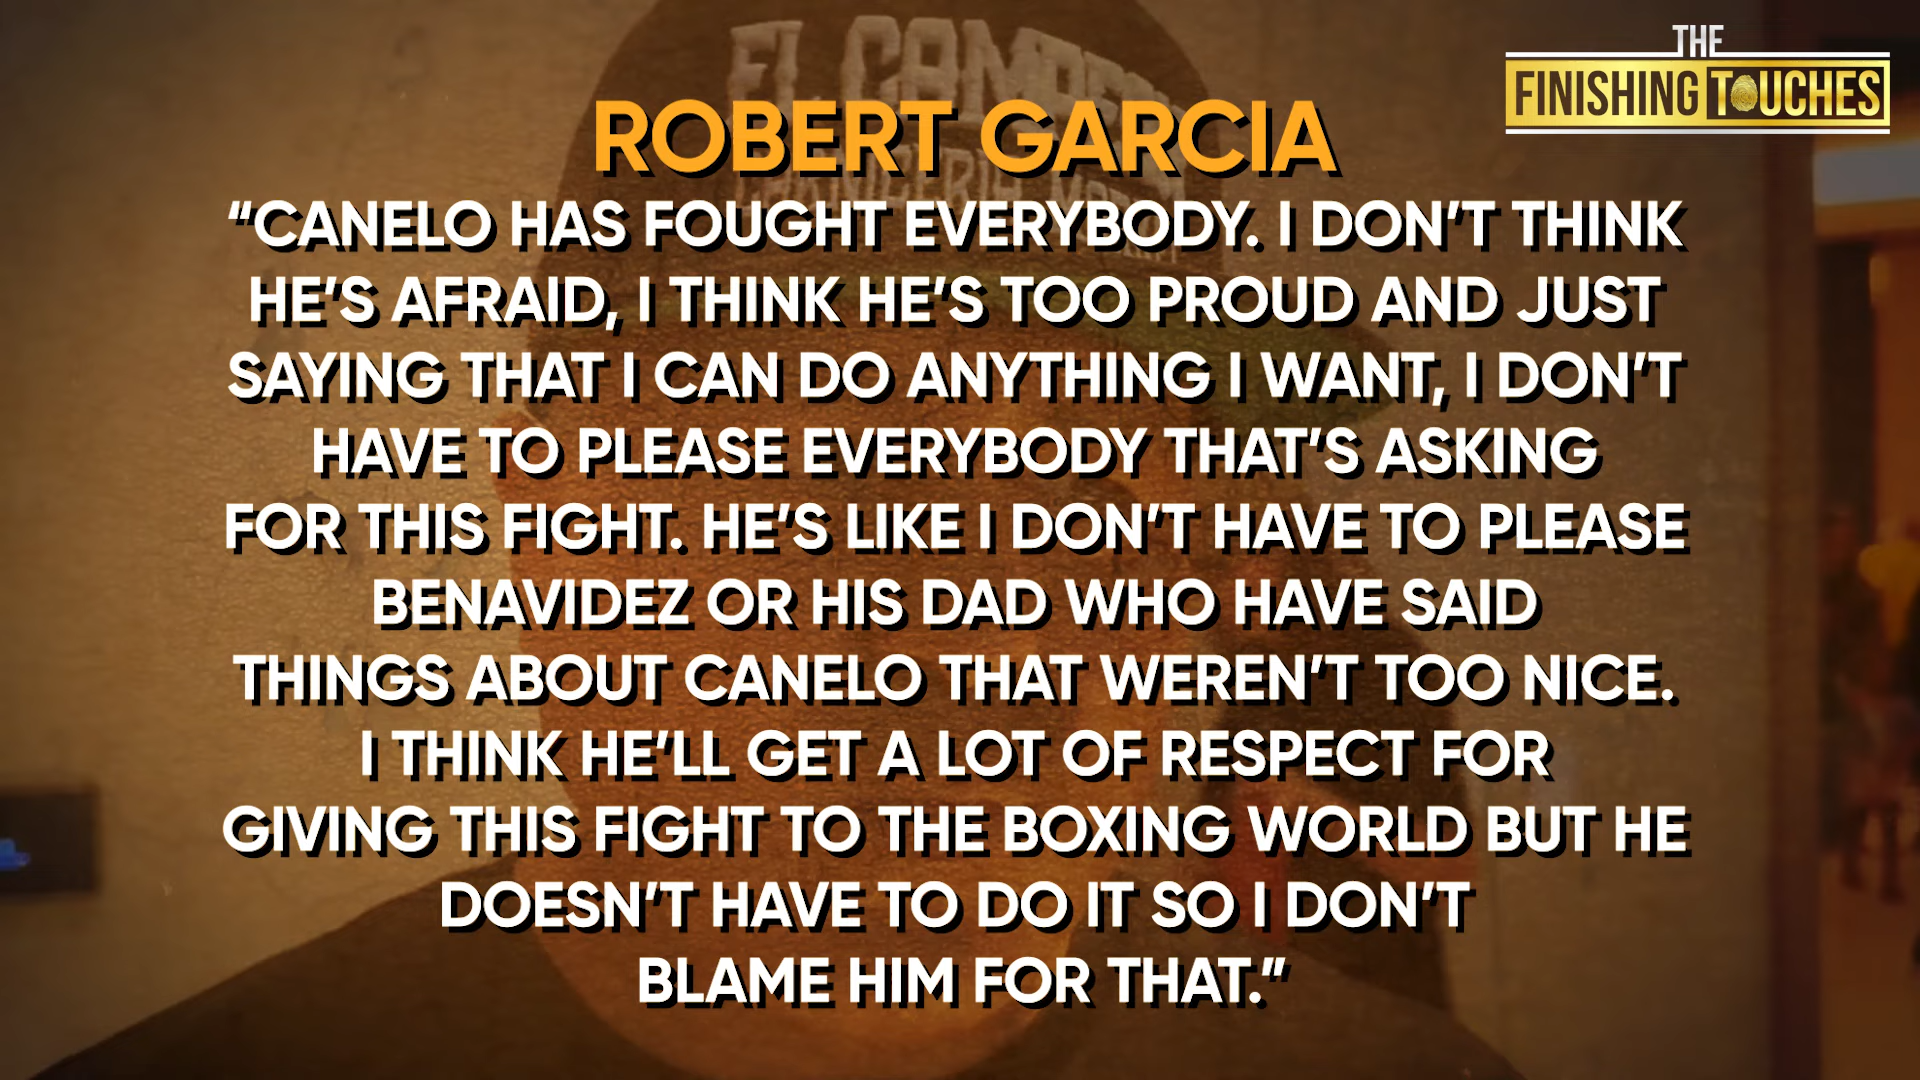 THE
FINISHING TOUCHES
ROBERT GARCIA
“CANELO HAS FOUGHT EVERYBODY. I DON’T THINK
HE’S AFRAID, I THINK HE’S TOO PROUD AND JUST
SAYING THAT I CAN DO ANYTHING I WANT, I DON’T
HAVE TO PLEASE EVERYBODY THAT’S ASKING
FOR THIS FIGHT. HE’S LIKE I DON’T HAVE TO PLEASE
BENAVIDEZ OR HIS DAD WHO HAVE SAID
THINGS ABOUT CANELO THAT WEREN’T TOO NICE.
I THINK HE’LL GET A LOT OF RESPECT FOR
GIVING THIS FIGHT TO THE BOXING WORLD BUT HE
DOESN’T HAVE TO DO IT SO I DON’T
BLAME HIM FOR THAT.”
EL